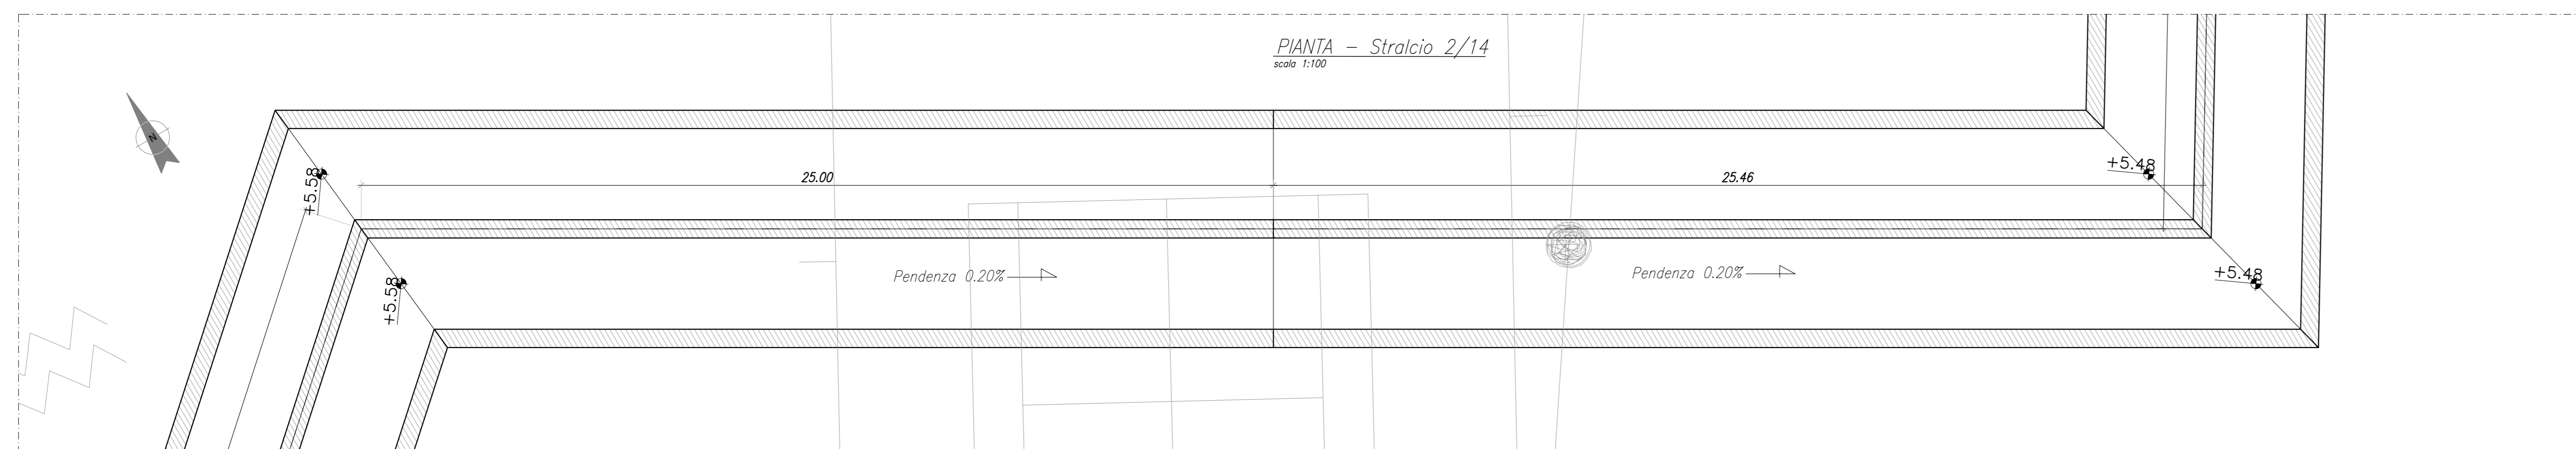 PIANTA - Stralcio 2/14
scala 1:100
N
+5.48
+5.58
25.00
25.46
+5.48
Pendenza 0.20%
Pendenza 0.20%
+5.58